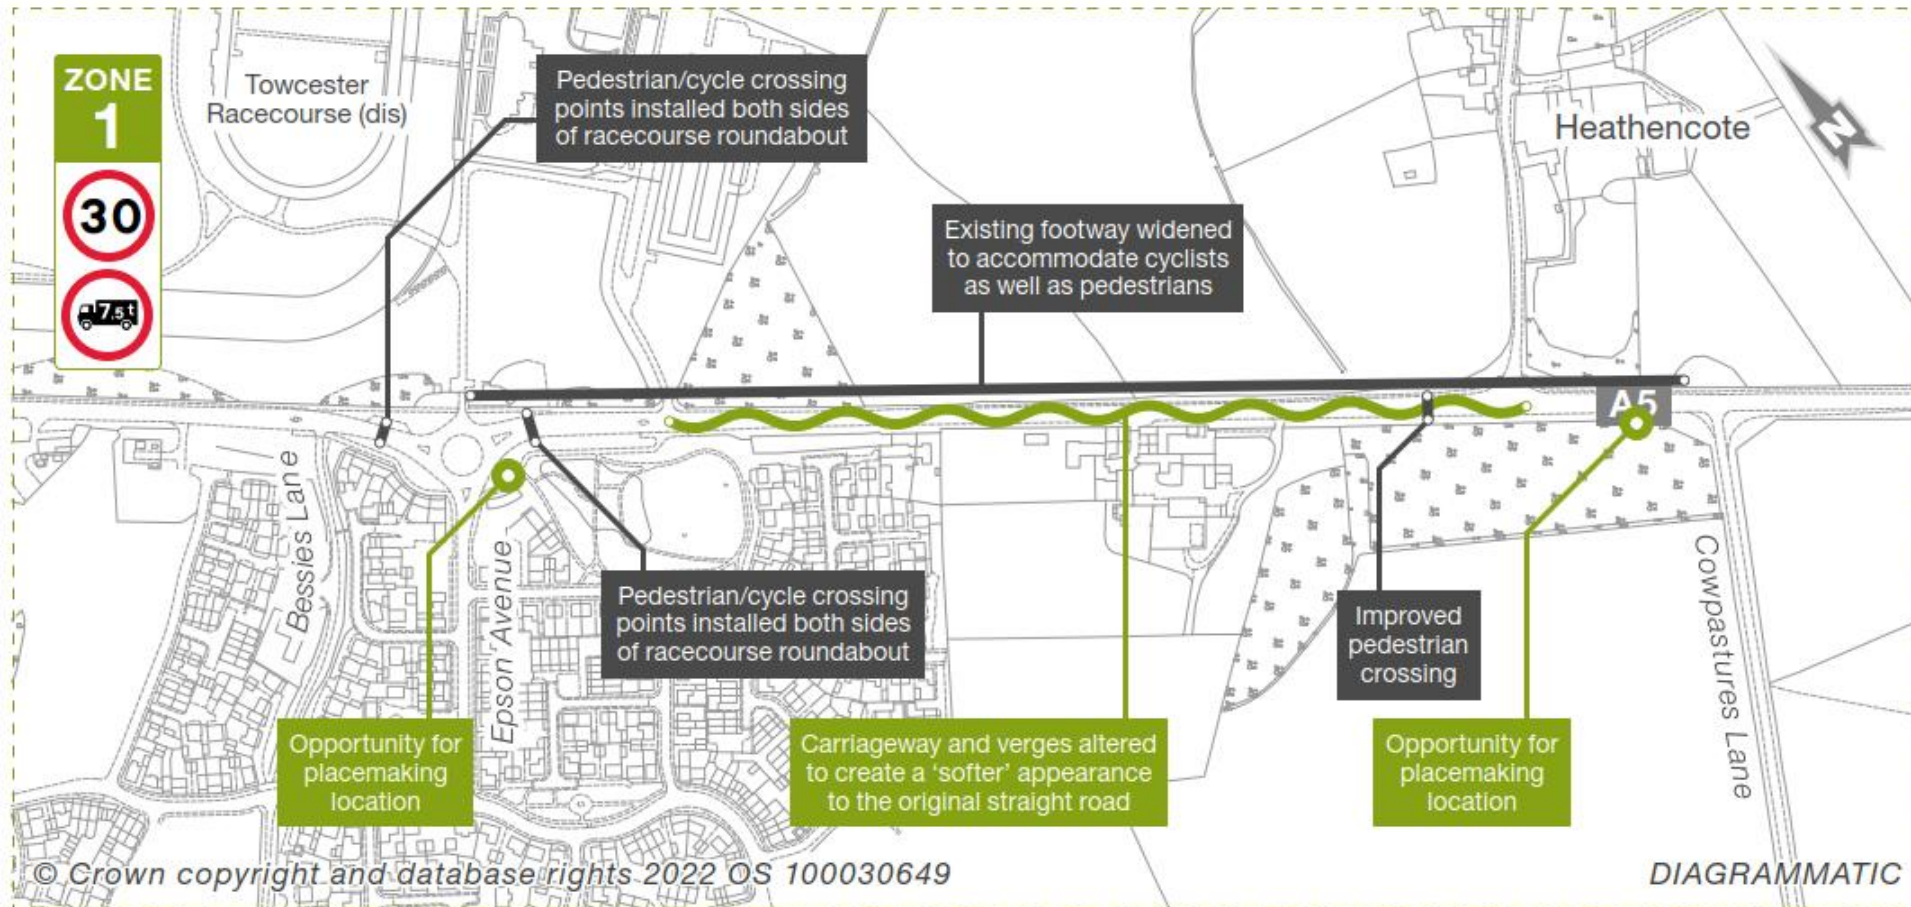 ZONE
1
30
7.5t
Towcester
Racecourse (dis)
Pedestrian/cycle crossing
points installed both sides
of racecourse roundabout
Heathencote
N
Existing footway widened
to accommodate cyclists
as well as pedestrians
A5
Bessies Lane
Epson Avenue
Pedestrian/cycle crossing
points installed both sides
of racecourse roundabout
Improved
pedestrian
crossing
Cowpastures Lane
Opportunity for
placemaking
location
Carriageway and verges altered
to create a ‘softer’ appearance
to the original straight road
Opportunity for
placemaking
location
© Crown copyright and database rights 2022 OS 100030649
DIAGRAMMATIC